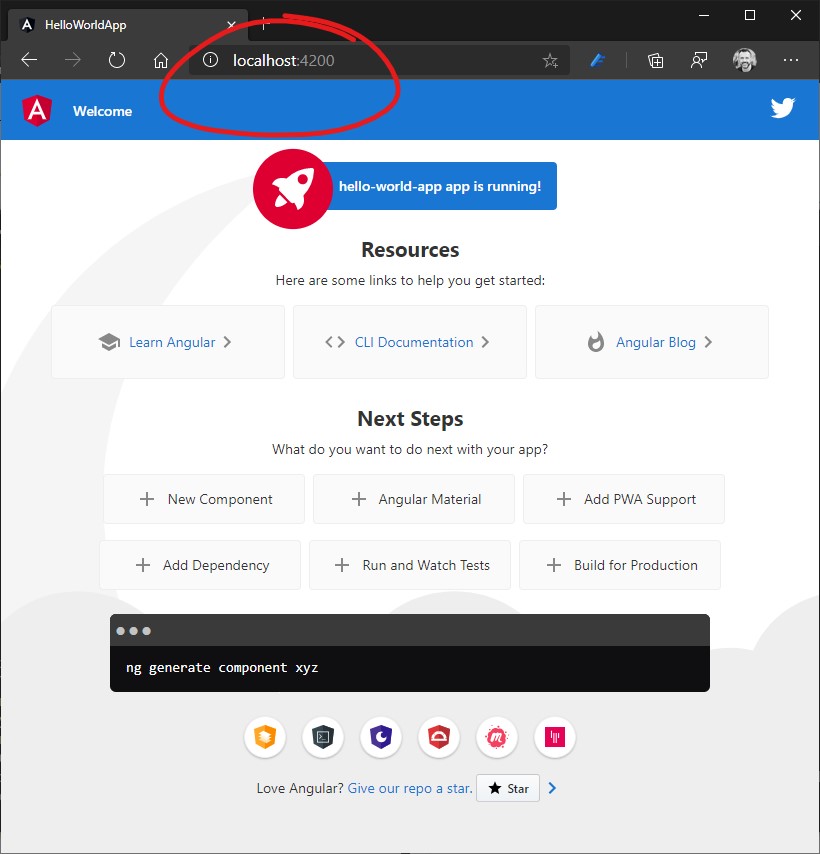 HelloWorldApp
localhost:4200
Welcome
hello-world-app app is running!
Resources
Here are some links to help you get started:
Learn Angular
CLI Documentation
Angular Blog
Next Steps
What do you want to do next with your app?
New Component
Angular Material
Add PWA Support
Add Dependency
Run and Watch Tests
Build for Production
ng generate component xyz
Love Angular? Give our repo a star. Star